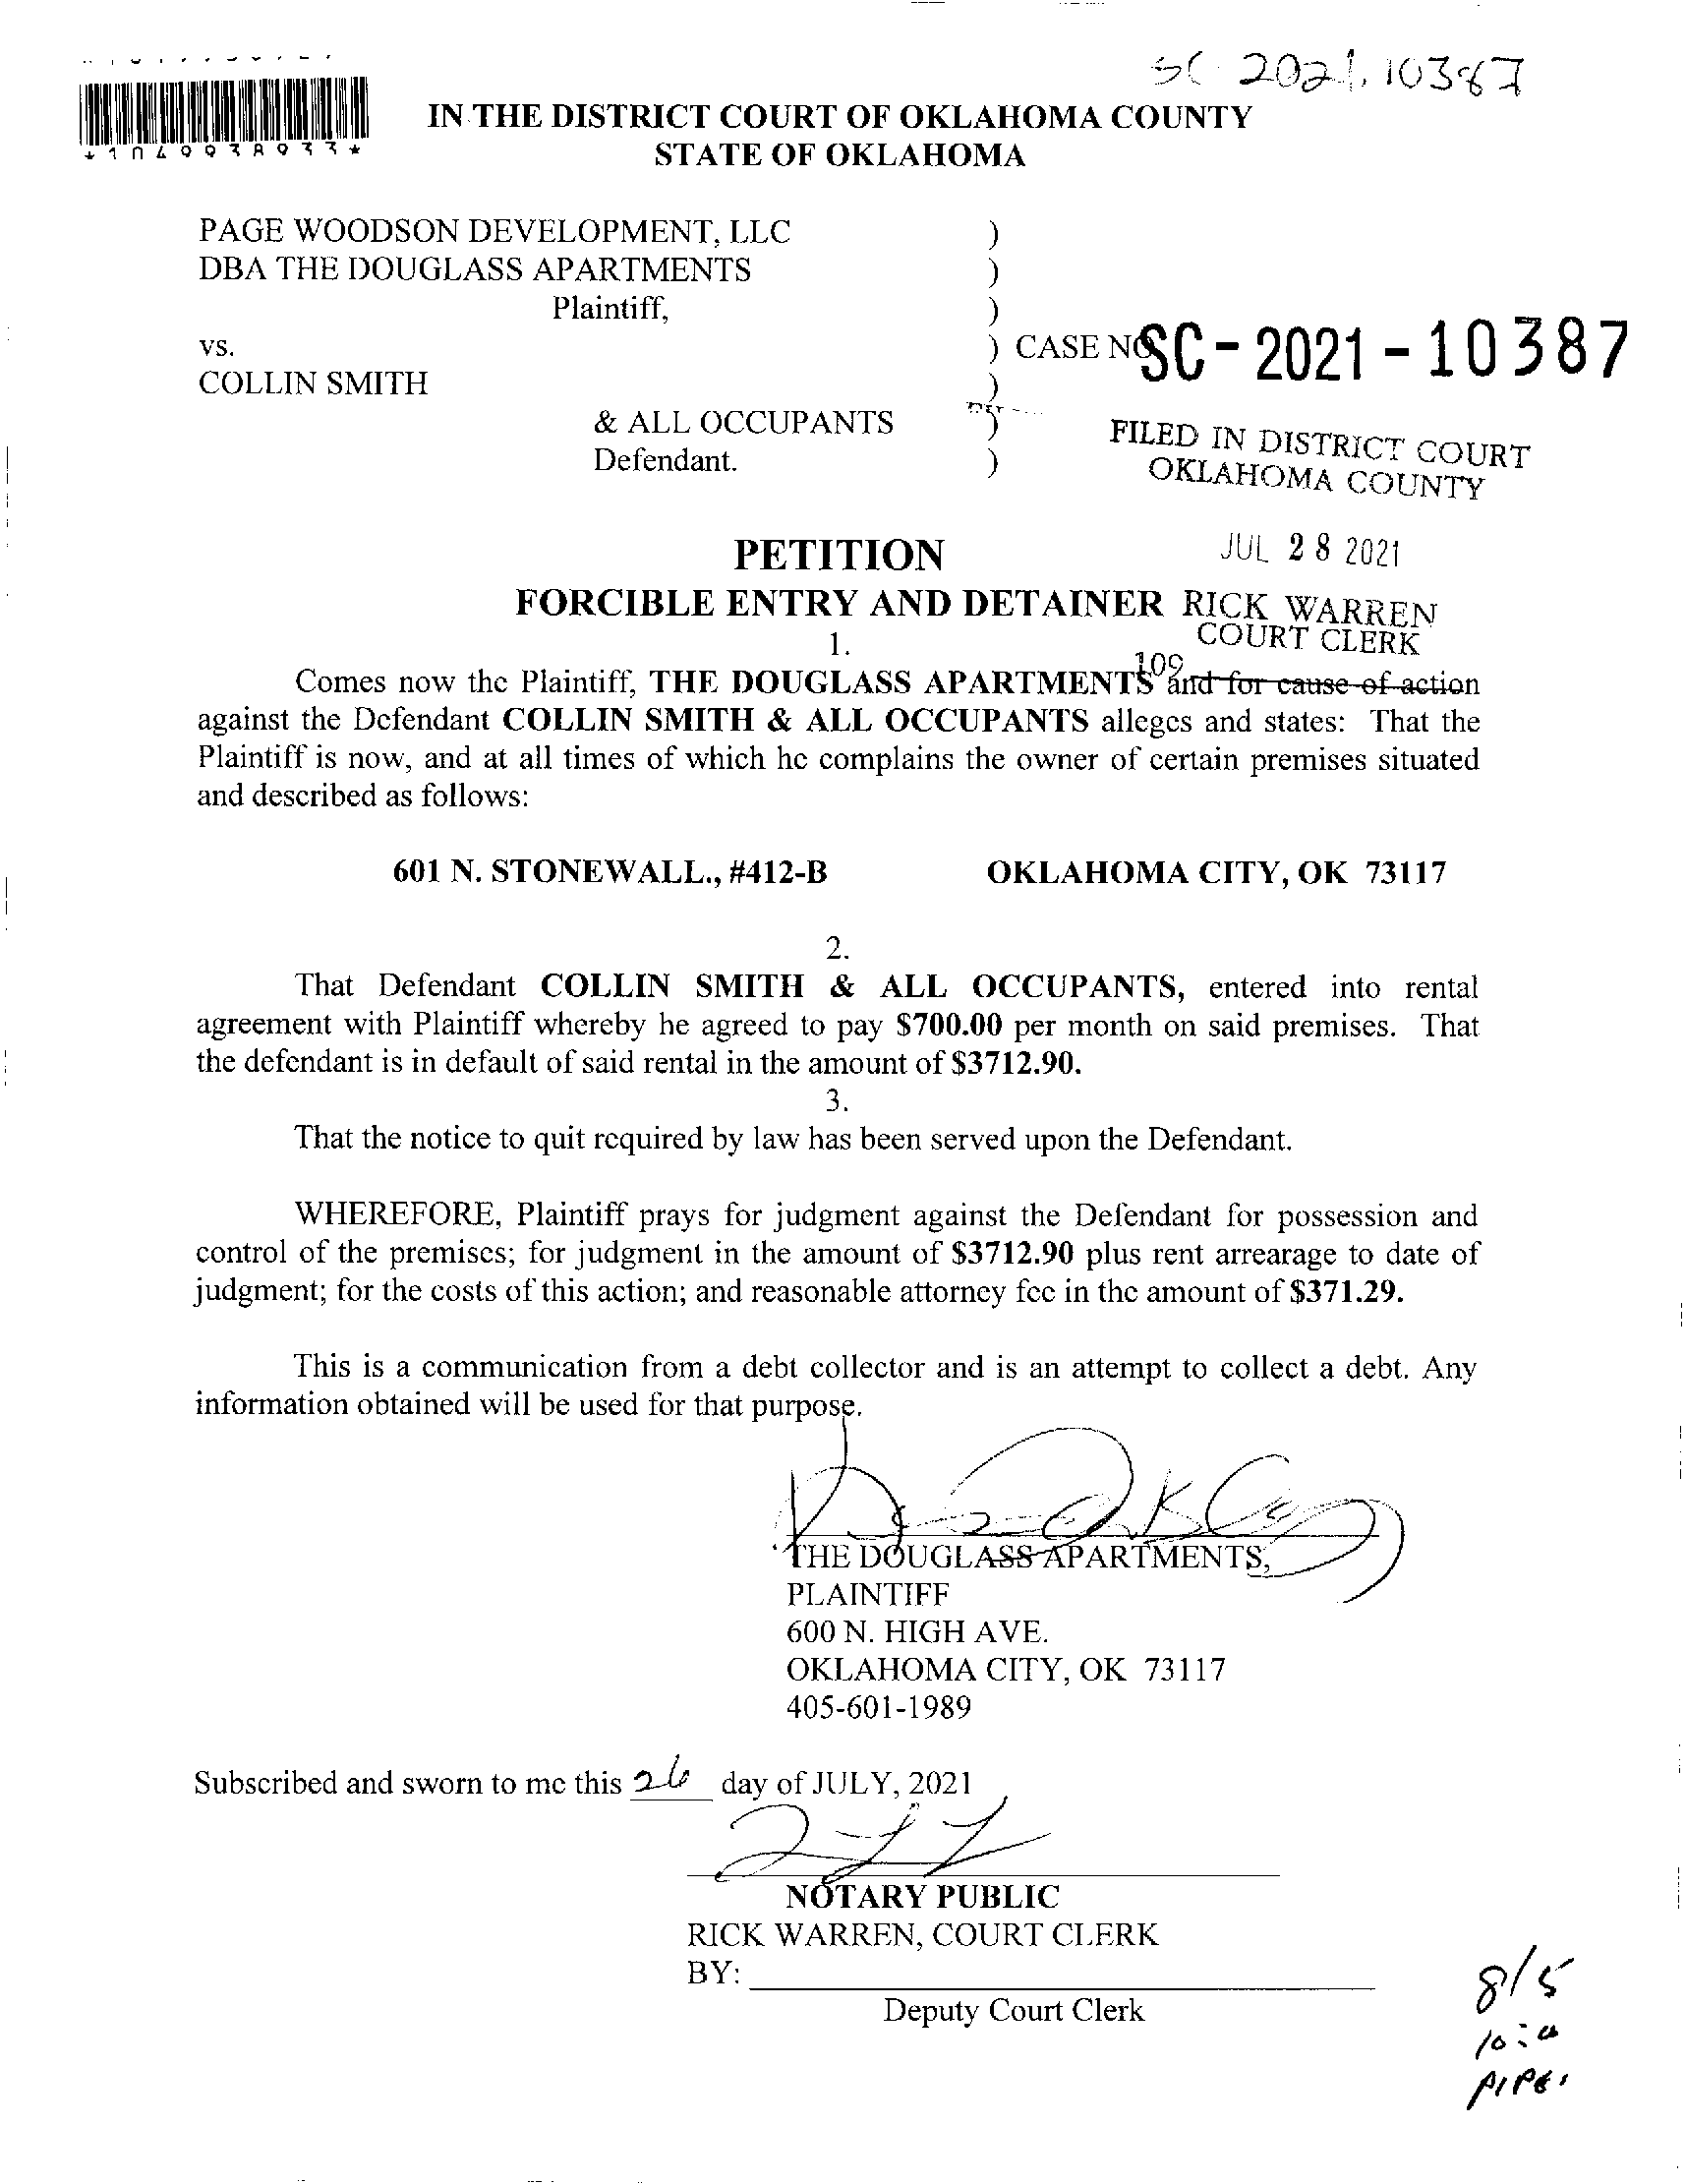 SC 2021, 10387
*1049938933*
IN THE DISTRICT COURT OF OKLAHOMA COUNTY
STATE OF OKLAHOMA
PAGE WOODSON DEVELOPMENT, LLC )
DBA THE DOUGLASS APARTMENTS )
Plaintiff, )
vs. ) CASE NO. SC-2021-10387
COLLIN SMITH )
& ALL OCCUPANTS )
Defendant. )
FILED IN DISTRICT COURT
OKLAHOMA COUNTY
JUL 28 2021
RICK WARREN
COURT CLERK
109
PETITION
FORCIBLE ENTRY AND DETAINER
1.
Comes now the Plaintiff, THE DOUGLASS APARTMENTS and for cause of action
against the Defendant COLLIN SMITH & ALL OCCUPANTS alleges and states: That the
Plaintiff is now, and at all times of which he complains the owner of certain premises situated
and described as follows:
601 N. STONEWALL., #412-B OKLAHOMA CITY, OK 73117
2.
That Defendant COLLIN SMITH & ALL OCCUPANTS, entered into rental
agreement with Plaintiff whereby he agreed to pay $700.00 per month on said premises. That
the defendant is in default of said rental in the amount of $3712.90.
3.
That the notice to quit required by law has been served upon the Defendant.
WHEREFORE, Plaintiff prays for judgment against the Defendant for possession and
control of the premises; for judgment in the amount of $3712.90 plus rent arrearage to date of
judgment; for the costs of this action; and reasonable attorney fee in the amount of $371.29.
This is a communication from a debt collector and is an attempt to collect a debt. Any
information obtained will be used for that purpose.
THE DOUGLASS APARTMENTS,
PLAINTIFF
600 N. HIGH AVE.
OKLAHOMA CITY, OK 73117
405-601-1989
Subscribed and sworn to me this 26 day of JULY, 2021
NOTARY PUBLIC
RICK WARREN, COURT CLERK
BY:
Deputy Court Clerk
8/5